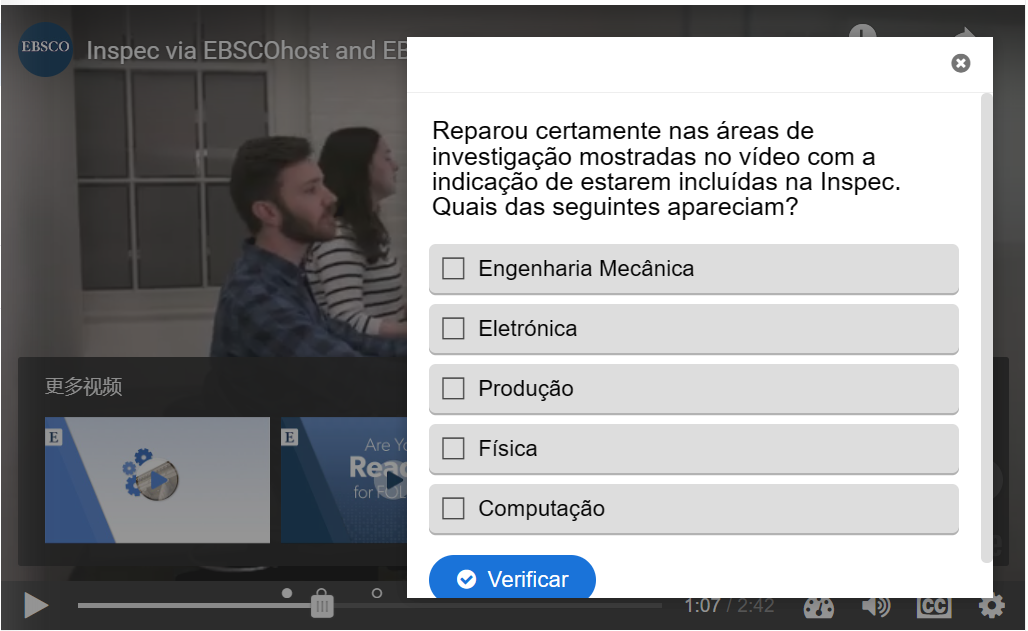 EBSCO
Inspec via EBSCOhost and EB
Reparou certamente nas áreas de
investigação mostradas no vídeo com a
indicação de estarem incluídas na Inspec.
Quais das seguintes apareciam?
Engenharia Mecânica
Eletrónica
Produção
Física
Computação
Verificar
更多视频
E
E
Are Yo
Read
for FOL
1:07 / 2:42
CC